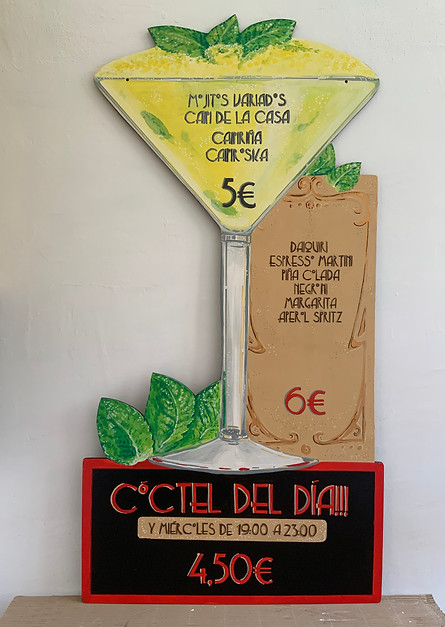 MOJITOS VARIADOS
CAIPI DE LA CASA
CAIPIRIÑA
CAIPIROSKA
5€
DAIQUIRI
ESPRESSO MARTINI
PIÑA COLADA
NEGRONI
MARGARITA
APEROL SPRITZ
6€
CÓCTEL DEL DÍA!!!
Y MIÉRCOLES DE 19:00 A 23:00
4,50€